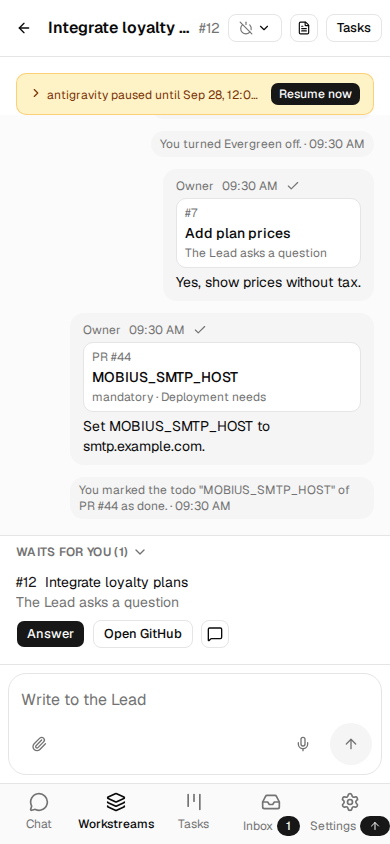 Integrate loyalty ... #12 Tasks
antigravity paused until Sep 28, 12:0... Resume now
You turned Evergreen off. · 09:30 AM
Owner 09:30 AM
#7
Add plan prices
The Lead asks a question
Yes, show prices without tax.
Owner 09:30 AM
PR #44
MOBIUS_SMTP_HOST
mandatory · Deployment needs
Set MOBIUS_SMTP_HOST to
smtp.example.com.
You marked the todo "MOBIUS_SMTP_HOST" of
PR #44 as done. · 09:30 AM
WAITS FOR YOU (1)
#12 Integrate loyalty plans
The Lead asks a question
Answer Open GitHub
Write to the Lead
Chat Workstreams Tasks Inbox 1 Settings